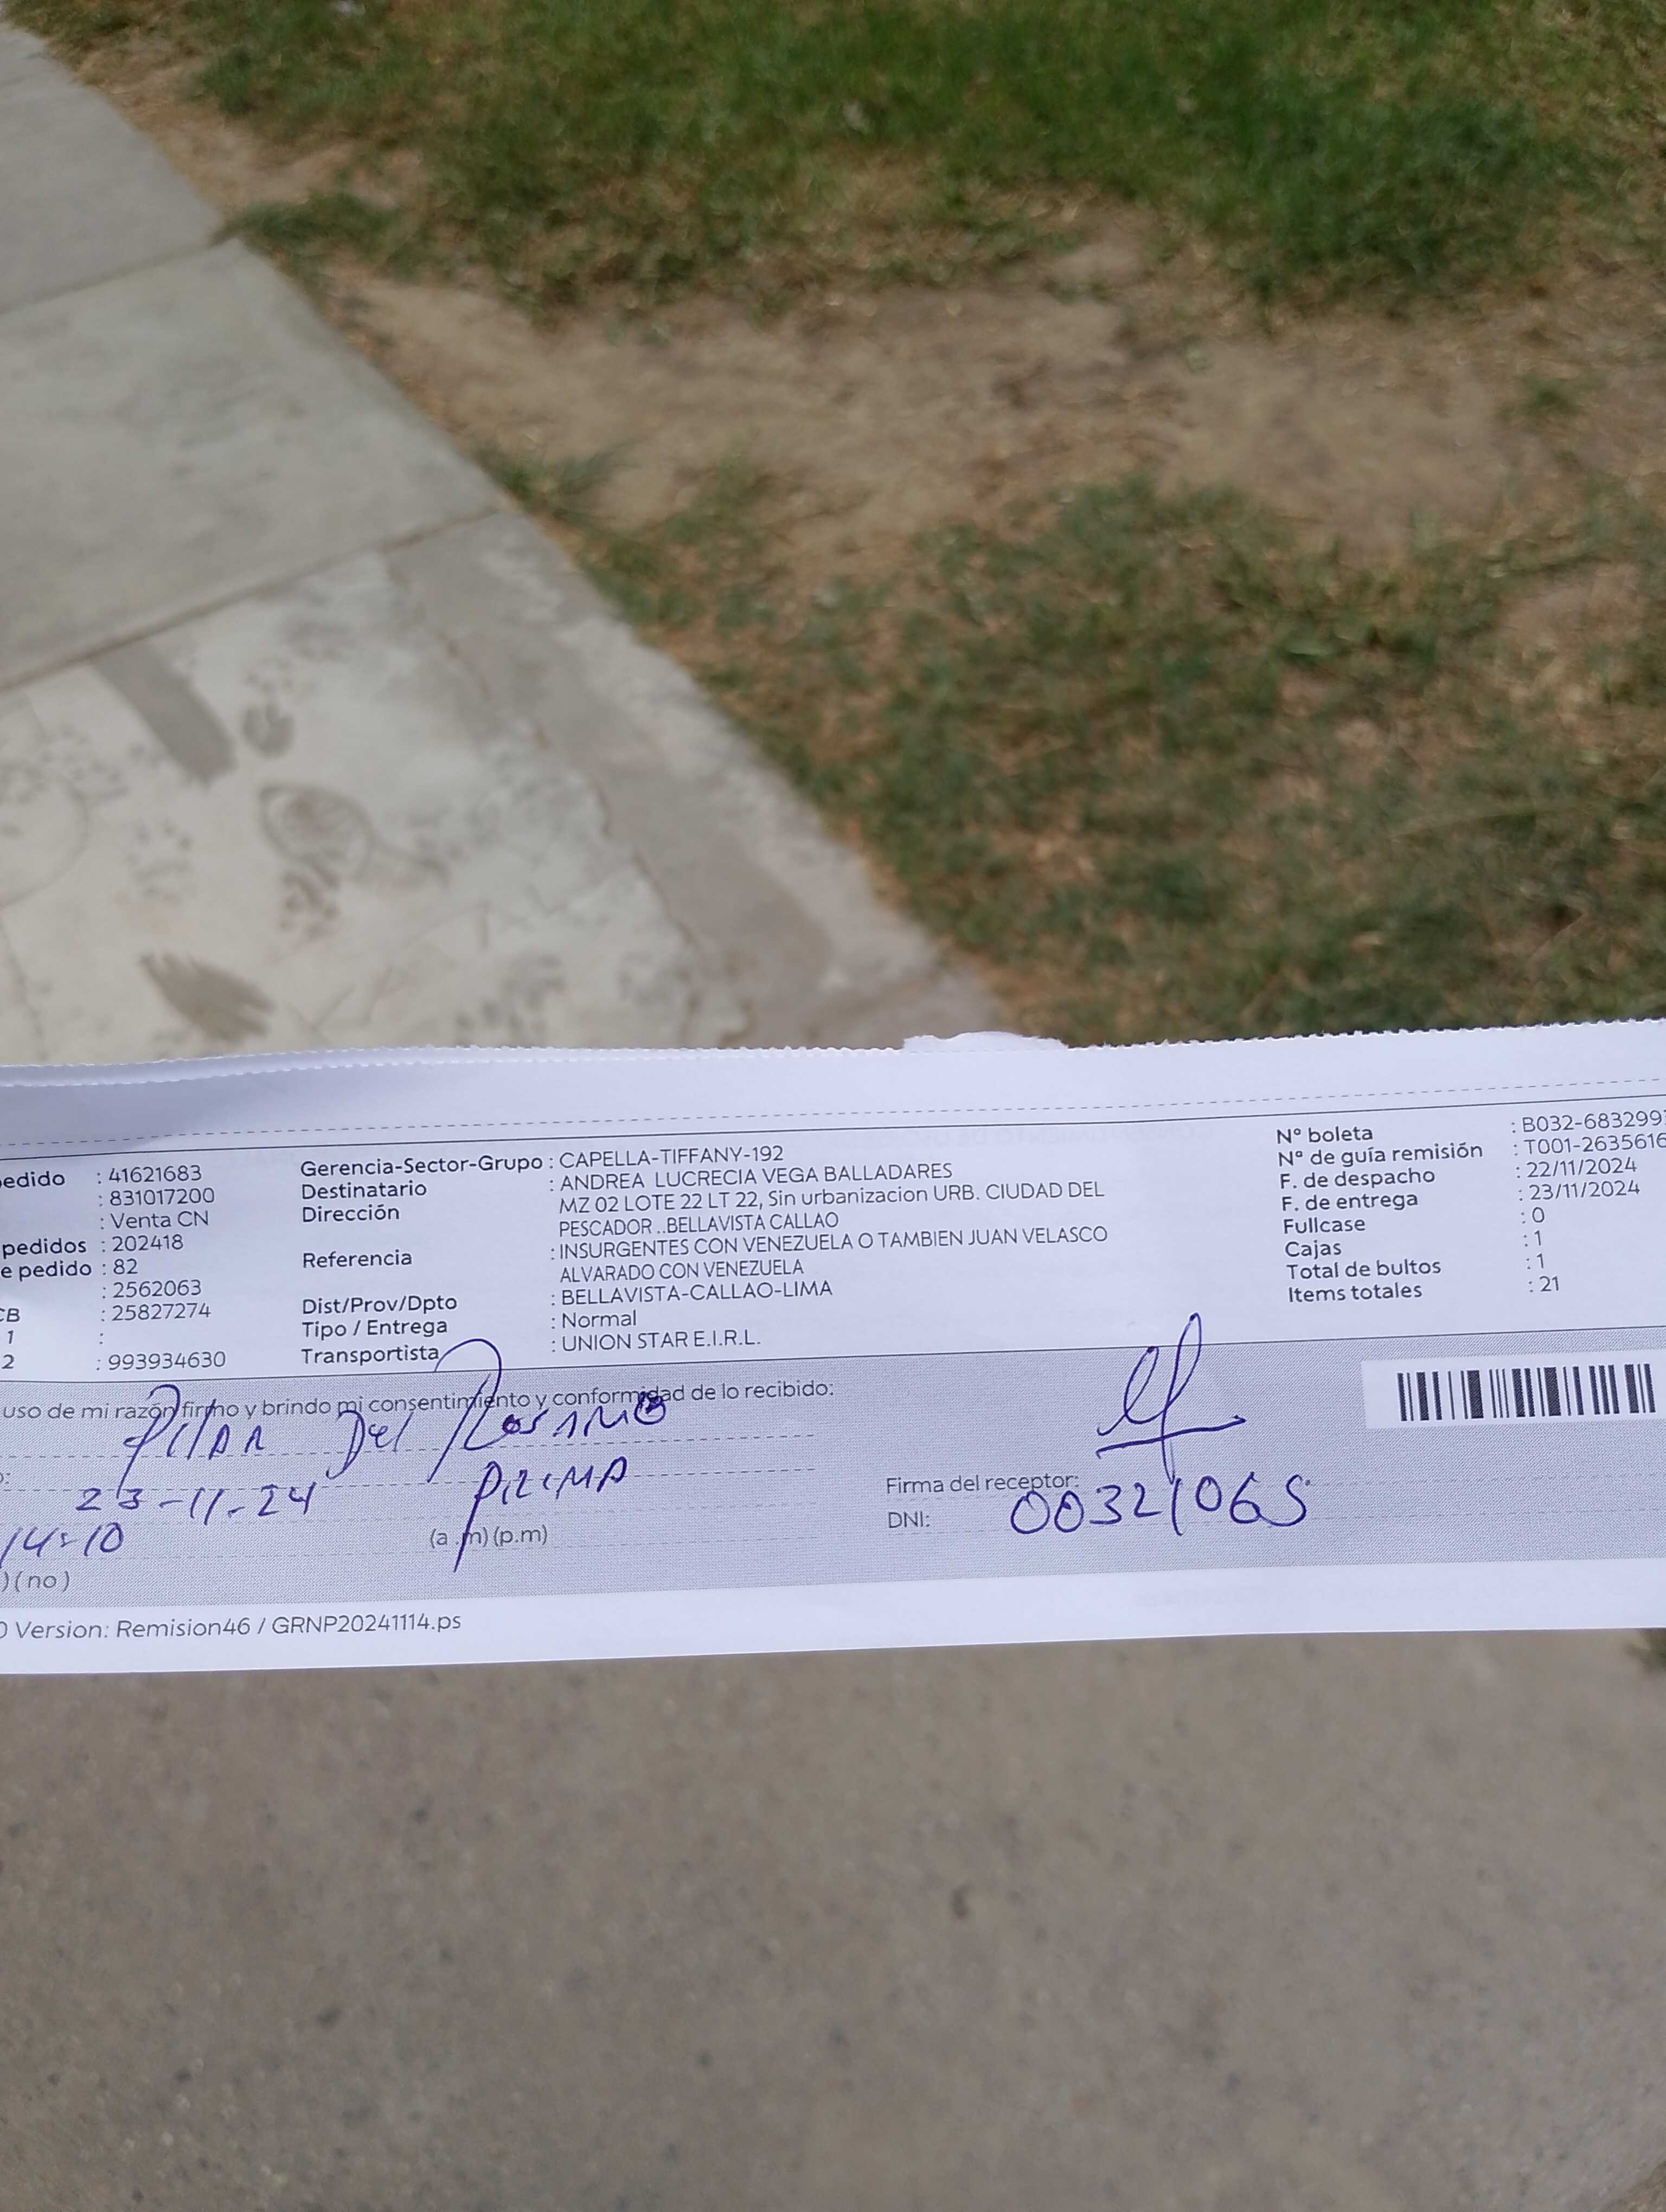 edido : 41621683
: 831017200
: Venta CN
pedidos : 202418
e pedido : 82
: 2562063
CB : 25827274
1 :
2 : 993934630
Gerencia-Sector-Grupo : CAPELLA-TIFFANY-192
Destinatario : ANDREA LUCRECIA VEGA BALLADARES
Dirección MZ 02 LOTE 22 LT 22, Sin urbanizacion URB. CIUDAD DEL
PESCADOR..BELLAVISTA CALLAO
Referencia : INSURGENTES CON VENEZUELA O TAMBIEN JUAN VELASCO
ALVARADO CON VENEZUELA
Dist/Prov/Dpto : BELLAVISTA-CALLAO-LIMA
Tipo / Entrega : Normal
Transportista : UNION STAR E.I.R.L.
Nº boleta : B032-683299
Nº de guía remisión : T001-2635616
F. de despacho : 22/11/2024
F. de entrega : 23/11/2024
Fullcase : 0
Cajas : 1
Total de bultos : 1
Items totales : 21
uso de mi razón firmo y brindo mi consentimiento y conformidad de lo recibido:
Pilar Del Rosario
PRIMA
23-11-24
14:10 (a .m) (p.m)
) ( no )
Firma del receptor:
DNI: 00321065
Version: Remision46 / GRNP20241114.ps